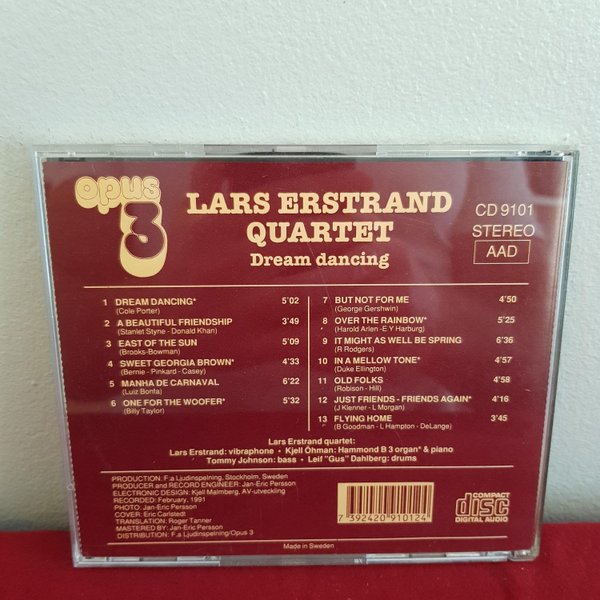 opus 3
LARS ERSTRAND
QUARTET
Dream dancing
CD 9101
STEREO
AAD
1 DREAM DANCING* 5'02
(Cole Porter)
2 A BEAUTIFUL FRIENDSHIP 3'49
(Stanlet Styne - Donald Khan)
3 EAST OF THE SUN 5'09
(Brooks-Bowman)
4 SWEET GEORGIA BROWN* 4'33
(Bernie - Pinkard - Casey)
5 MANHA DE CARNAVAL 6'22
(Luiz Bonfa)
6 ONE FOR THE WOOFER* 5'32
(Billy Taylor)
7 BUT NOT FOR ME 4'50
(George Gershwin)
8 OVER THE RAINBOW* 5'25
(Harold Arlen - E Y Harburg)
9 IT MIGHT AS WELL BE SPRING 6'36
(R Rodgers)
10 IN A MELLOW TONE* 4'57
(Duke Ellington)
11 OLD FOLKS 4'58
(Robison - Hill)
12 JUST FRIENDS - FRIENDS AGAIN* 4'16
(J Klenner - L Morgan)
13 FLYING HOME 3'45
(B Goodman - L Hampton - DeLange)
Lars Erstrand quartet:
Lars Erstrand: vibraphone • Kjell Öhman: Hammond B 3 organ* & piano
Tommy Johnson: bass • Leif "Gus" Dahlberg: drums
PRODUCTION: F:a Ljudinspelning, Stockholm, Sweden
PRODUCER and RECORD ENGINEER: Jan-Eric Persson
ELECTRONIC DESIGN: Kjell Malmberg, AV-utveckling
RECORDED: February, 1991
PHOTO: Jan-Eric Persson
COVER: Eric Carlstedt
TRANSLATION: Roger Tanner
MASTERED BY: Jan-Eric Persson
DISTRIBUTION: F:a Ljudinspelning/Opus 3
7 392420 910124
COMPACT
disc
DIGITAL AUDIO
Made in Sweden